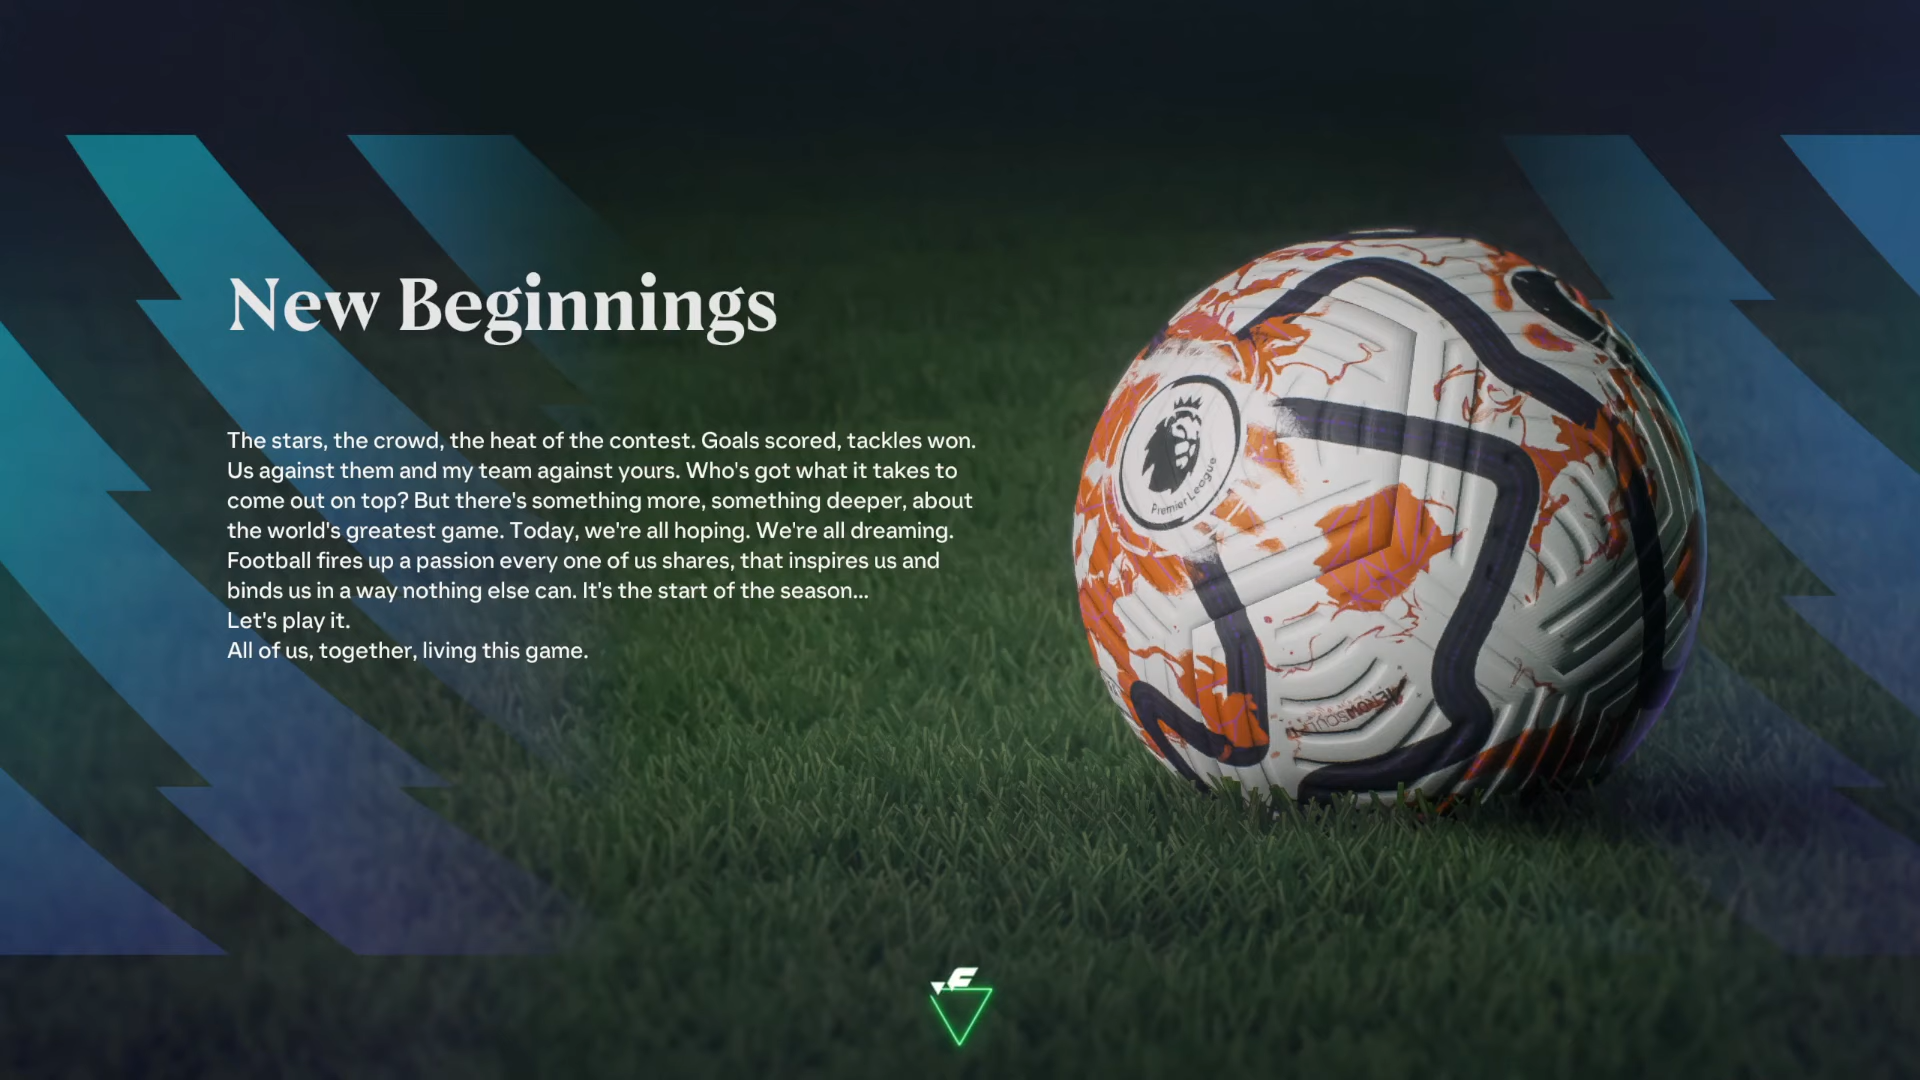 New Beginnings
The stars, the crowd, the heat of the contest. Goals scored, tackles won.
Us against them and my team against yours. Who's got what it takes to
come out on top? But there's something more, something deeper, about
the world's greatest game. Today, we're all hoping. We're all dreaming.
Football fires up a passion every one of us shares, that inspires us and
binds us in a way nothing else can. It's the start of the season...
Let's play it.
All of us, together, living this game.
Premier League